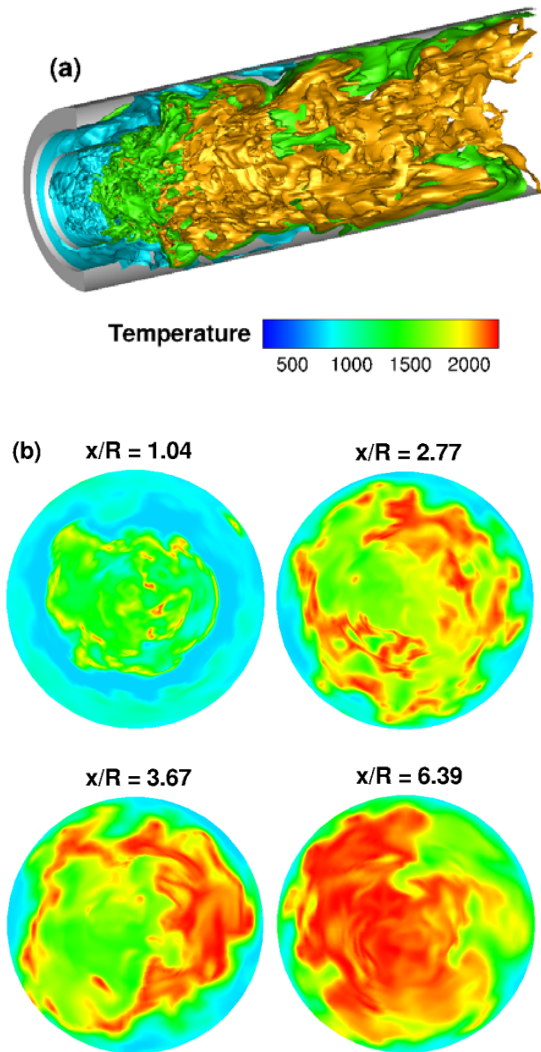 (a)
Temperature
500 1000 1500 2000
(b) x/R = 1.04 x/R = 2.77
x/R = 3.67 x/R = 6.39